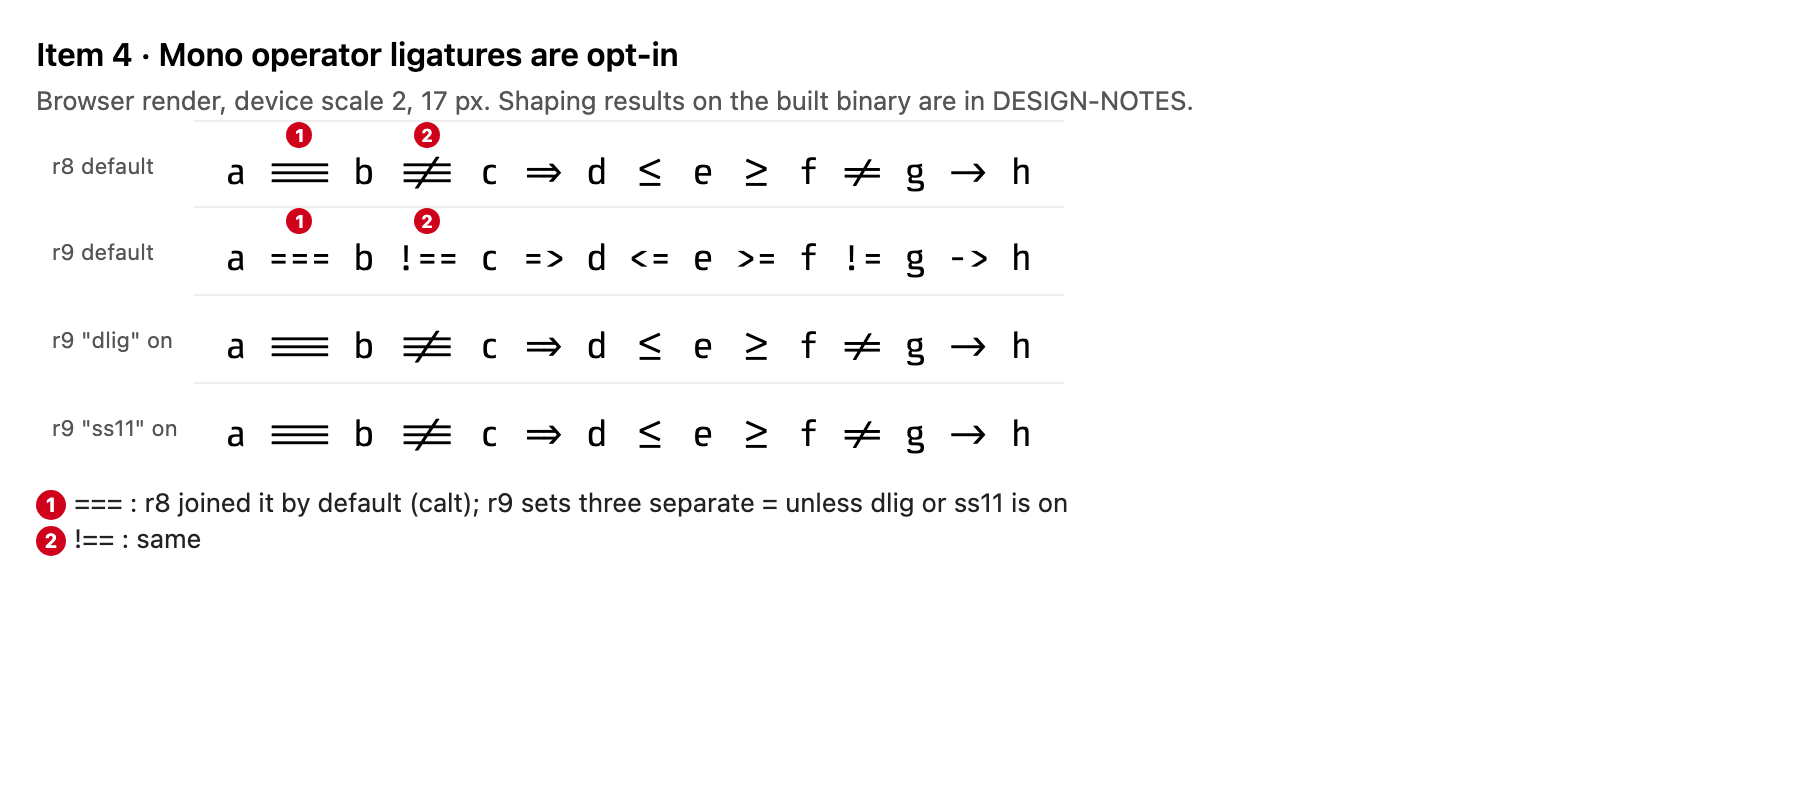 Item 4 · Mono operator ligatures are opt-in
Browser render, device scale 2, 17 px. Shaping results on the built binary are in DESIGN-NOTES.
1 2
r8 default a ≡ b ≢ c ⇒ d ≤ e ≥ f ≠ g → h
1 2
r9 default a === b !== c => d <= e >= f != g -> h
r9 "dlig" on a ≡ b ≢ c ⇒ d ≤ e ≥ f ≠ g → h
r9 "ss11" on a ≡ b ≢ c ⇒ d ≤ e ≥ f ≠ g → h
1 === : r8 joined it by default (calt); r9 sets three separate = unless dlig or ss11 is on
2 !== : same